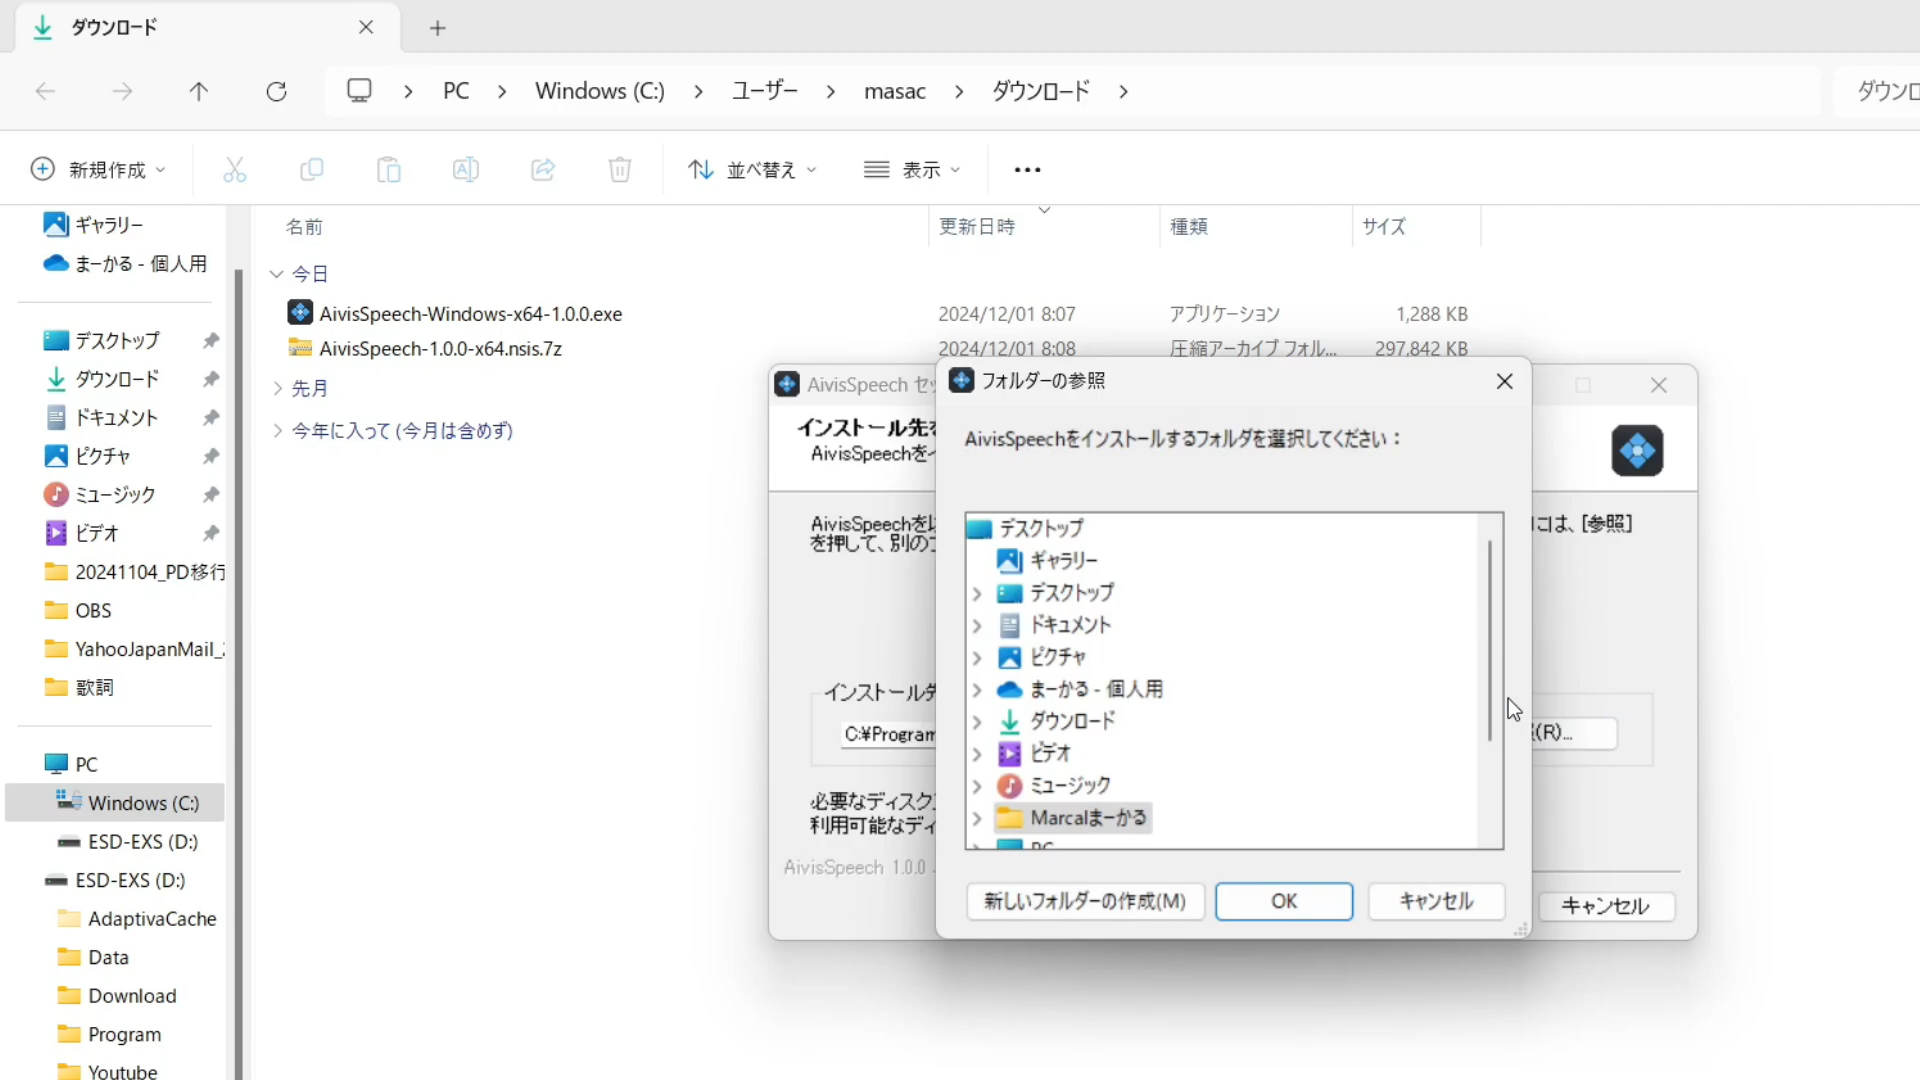 ダウンロード
PC
Windows (C:)
ユーザー
masac
ダウンロード
新規作成
並べ替え
表示
ギャラリー
まーかる - 個人用
デスクトップ
ダウンロード
ドキュメント
ピクチャ
ミュージック
ビデオ
20241104_PD移行
OBS
YahooJapanMail_
歌詞
PC
Windows (C:)
ESD-EXS (D:)
ESD-EXS (D:)
AdaptivaCache
Data
Download
Program
Youtube
名前 更新日時 種類 サイズ
今日
AivisSpeech-Windows-x64-1.0.0.exe 2024/12/01 8:07 アプリケーション 1,288 KB
AivisSpeech-1.0.0-x64.nsis.7z 2024/12/01 8:08 圧縮アーカイブ フォル... 297,842 KB
先月
今年に入って (今月は含めず)
AivisSpeech セッ
インストール先を
AivisSpeechを
AivisSpeechを以
には、[参照]
を押して、別のフ
インストール先
C:¥Program
(R)...
必要なディスク
利用可能なディ
AivisSpeech 1.0.0
キャンセル
フォルダーの参照
AivisSpeechをインストールするフォルダを選択してください：
デスクトップ
ギャラリー
デスクトップ
ドキュメント
ピクチャ
まーかる - 個人用
ダウンロード
ビデオ
ミュージック
Marcalまーかる
PC
新しいフォルダーの作成(M)
OK
キャンセル